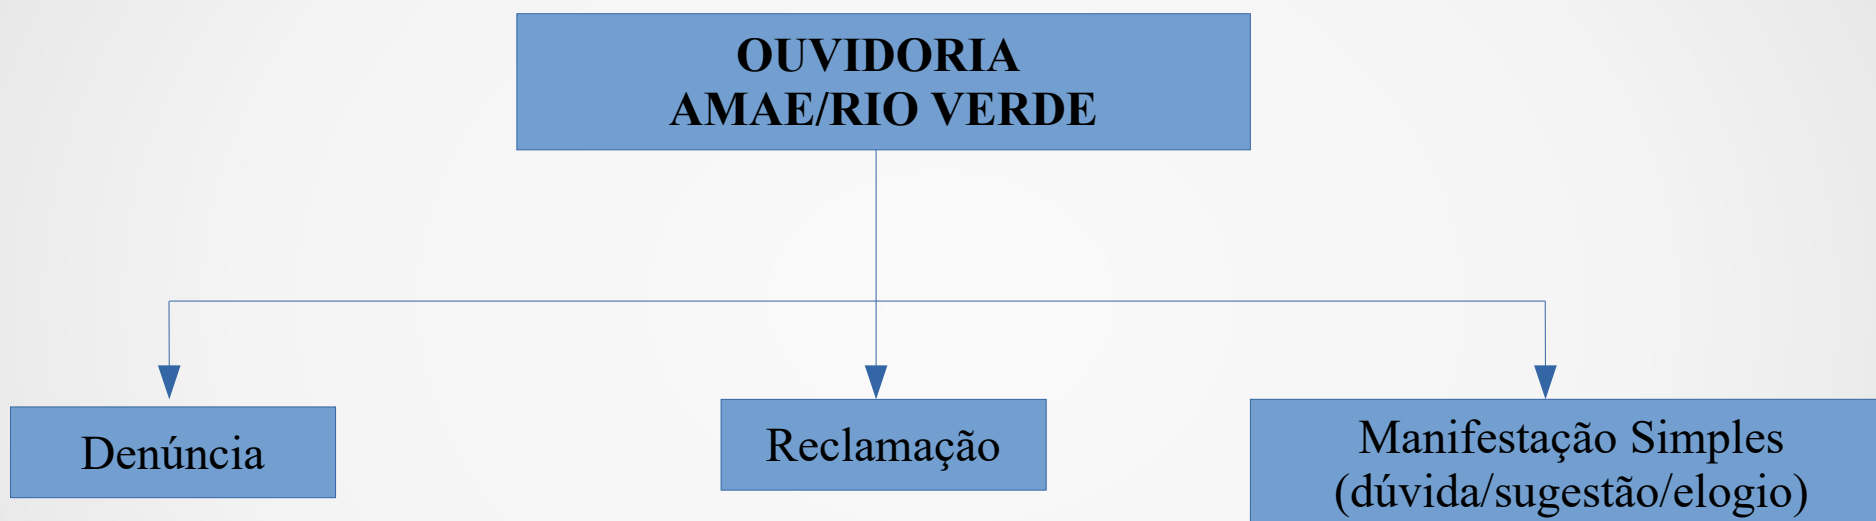 OUVIDORIA
AMAE/RIO VERDE
Denúncia
Reclamação
Manifestação Simples
(dúvida/sugestão/elogio)